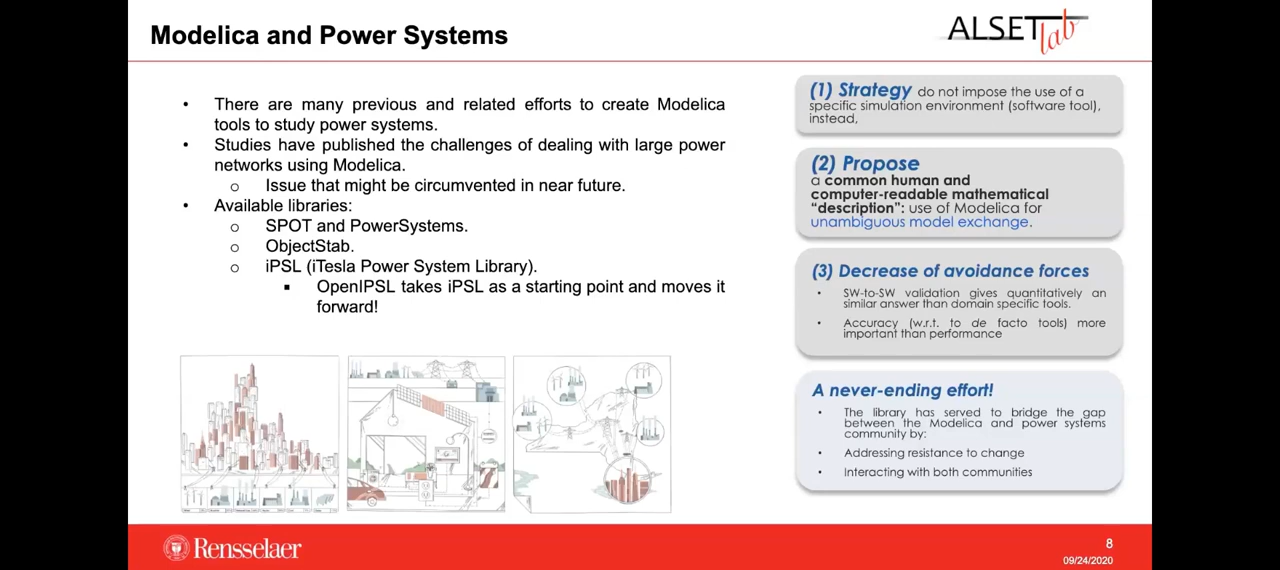 Modelica and Power Systems
ALSETLab
• There are many previous and related efforts to create Modelica
tools to study power systems.
• Studies have published the challenges of dealing with large power
networks using Modelica.
o Issue that might be circumvented in near future.
• Available libraries:
o SPOT and PowerSystems.
o ObjectStab.
o iPSL (iTesla Power System Library).
▪ OpenIPSL takes iPSL as a starting point and moves it
forward!
(1) Strategy do not impose the use of a
specific simulation environment (software tool),
instead,
(2) Propose
a common human and
computer-readable mathematical
“description”: use of Modelica for
unambiguous model exchange.
(3) Decrease of avoidance forces
• SW-to-SW validation gives quantitatively an
similar answer than domain specific tools.
• Accuracy (w.r.t. to de facto tools) more
important than performance
A never-ending effort!
• The library has served to bridge the gap
between the Modelica and power systems
community by:
• Addressing resistance to change
• Interacting with both communities
Rensselaer
8
09/24/2020